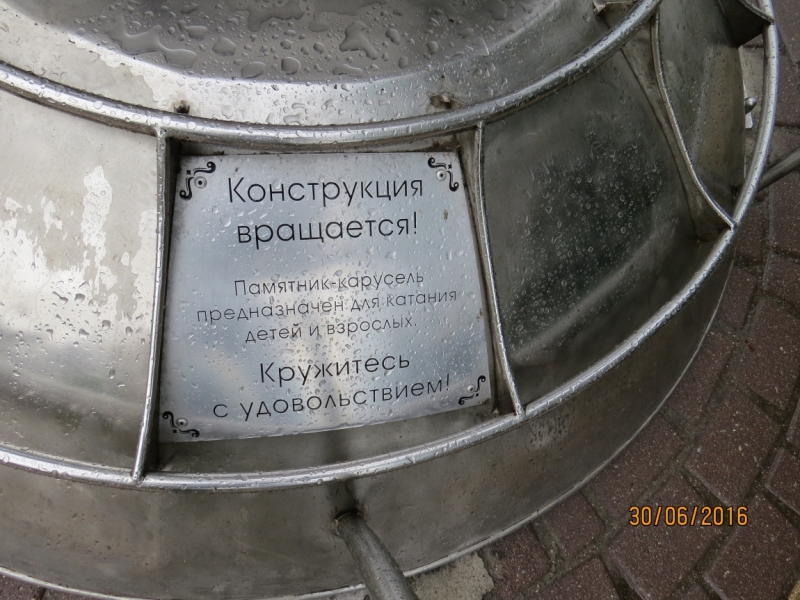 Конструкция
вращается!
Памятник-карусель
предназначен для катания
детей и взрослых.
Кружитесь
с удовольствием!
30/06/2016